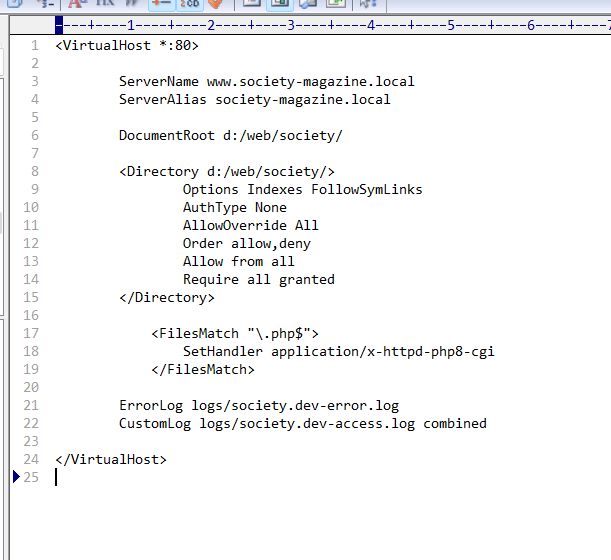 ----+----1----+----2----+----3----+----4----+----5----+----6----+----7
1 <VirtualHost *:80>
2
3 ServerName www.society-magazine.local
4 ServerAlias society-magazine.local
5
6 DocumentRoot d:/web/society/
7
8 <Directory d:/web/society/>
9 Options Indexes FollowSymLinks
10 AuthType None
11 AllowOverride All
12 Order allow,deny
13 Allow from all
14 Require all granted
15 </Directory>
16
17 <FilesMatch "\.php$">
18 SetHandler application/x-httpd-php8-cgi
19 </FilesMatch>
20
21 ErrorLog logs/society.dev-error.log
22 CustomLog logs/society.dev-access.log combined
23
24 </VirtualHost>
25